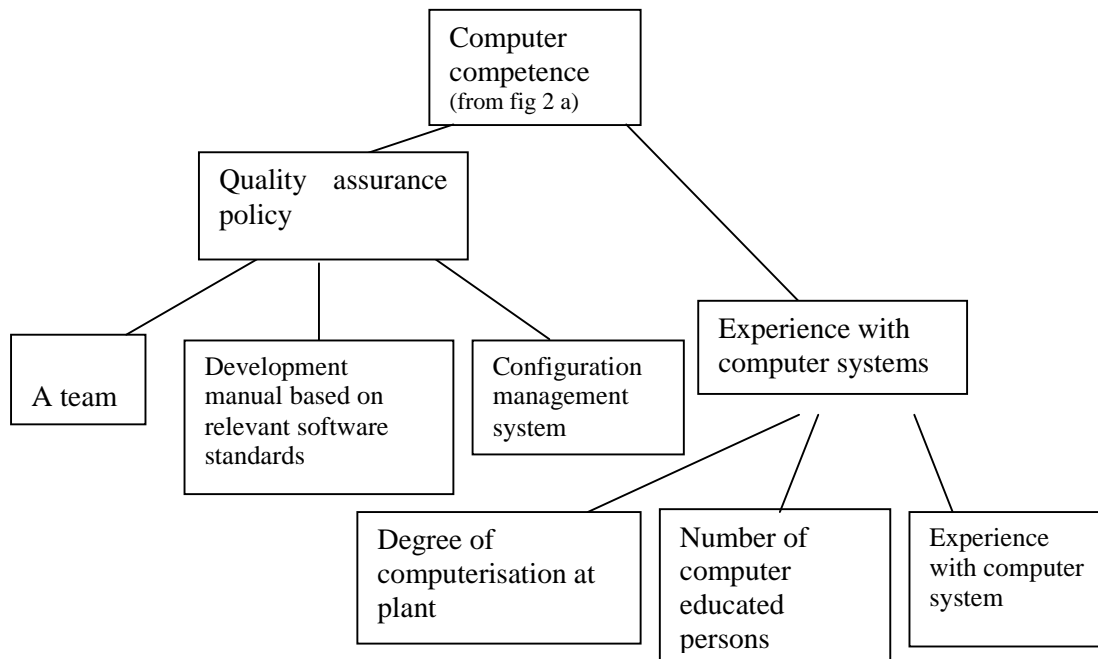 Computer
competence
(from fig 2 a)
Quality assurance
policy
A team
Development
manual based on
relevant software
standards
Configuration
management
system
Experience with
computer systems
Degree of
computerisation at
plant
Number of
computer
educated
persons
Experience
with computer
system